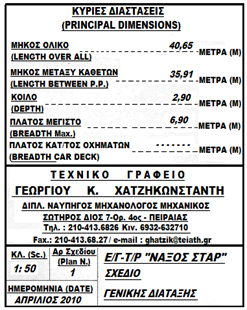 ΚΥΡΙΕΣ ΔΙΑΣΤΑΣΕΙΣ
(PRINCIPAL DIMENSIONS)
ΜΗΚΟΣ ΟΛΙΚΟ 40,65 ΜΕΤΡΑ (M)
(LENGTH OVER ALL)
ΜΗΚΟΣ ΜΕΤΑΞΥ ΚΑΘΕΤΩΝ 35,91 ΜΕΤΡΑ (M)
(LENGTH BETWEEN P.P.)
ΚΟΙΛΟ 2,90 ΜΕΤΡΑ (M)
(DEPTH)
ΠΛΑΤΟΣ ΜΕΓΙΣΤΟ 6,90 ΜΕΤΡΑ (M)
(BREADTH Max.)
ΠΛΑΤΟΣ ΚΑΤ/ΤΟΣ ΟΧΗΜΑΤΩΝ ------- ΜΕΤΡΑ (M)
(BREADTH CAR DECK)
ΤΕΧΝΙΚΟ ΓΡΑΦΕΙΟ
ΓΕΩΡΓΙΟΥ Κ. ΧΑΤΖΗΚΩΝΣΤΑΝΤΗ
ΔΙΠΛ. ΝΑΥΠΗΓΟΣ ΜΗΧΑΝΟΛΟΓΟΣ ΜΗΧΑΝΙΚΟΣ
ΣΩΤΗΡΟΣ ΔΙΟΣ 7-Ορ. 4ος - ΠΕΙΡΑΙΑΣ
Τηλ. : 210-413.6826 Κιν. 6932-632710
Fax.: 210-413.68.27 / e-mail : ghatzik@teiath.gr
ΚΛ. (Sc.) Αρ Σχεδίου
(Plan N.) Ε/Γ-Τ/Ρ "ΝΑΞΟΣ ΣΤΑΡ"
1: 50 1 ΣΧΕΔΙΟ
ΗΜΕΡΟΜΗΝΙΑ (DATE) ΓΕΝΙΚΗΣ ΔΙΑΤΑΞΗΣ
ΑΠΡΙΛΙΟΣ 2010